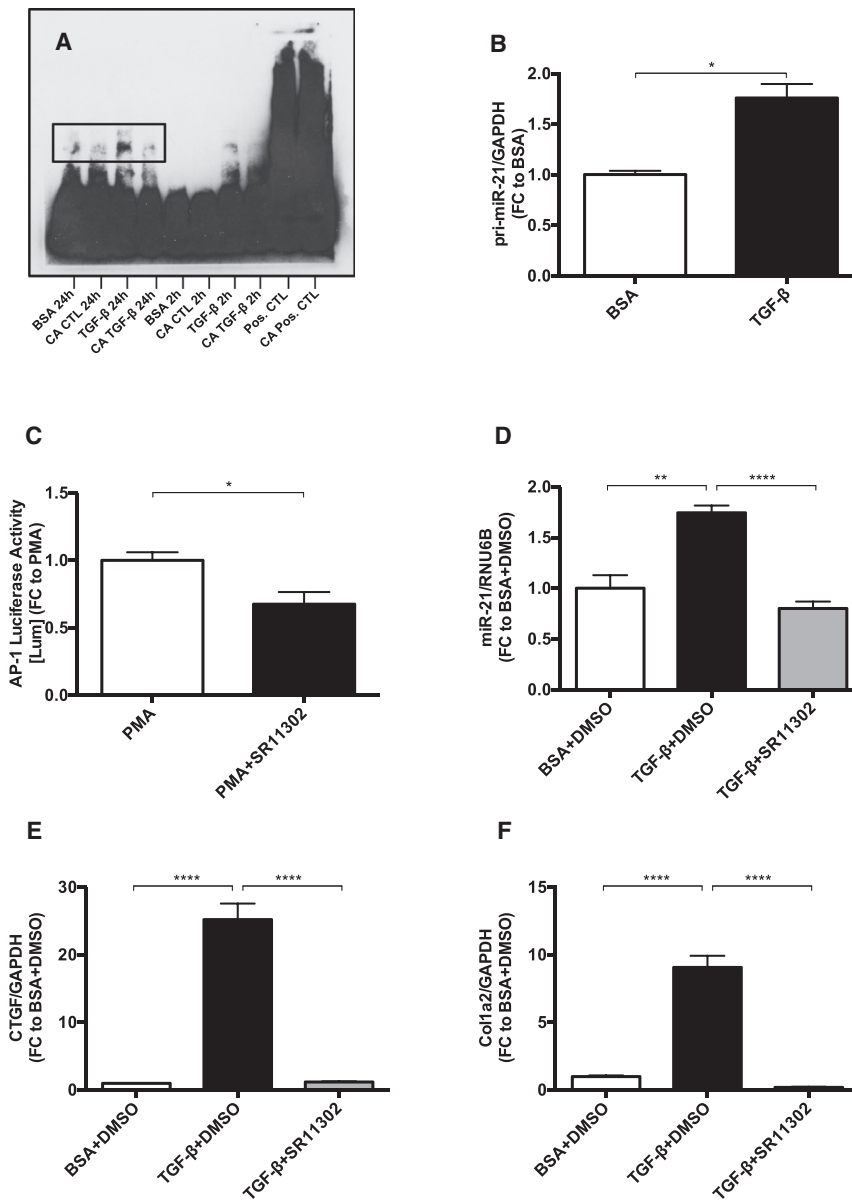 A
BSA 24h
CA CTL 24h
TGF-β 24h
CA TGF-β 24h
BSA 2h
CA CTL 2h
TGF-β 2h
CA TGF-β 2h
Pos. CTL
CA Pos. CTL
B
pri-miR-21/GAPDH
(FC to BSA)
2.0
1.5
1.0
0.5
0.0
*
BSA
TGF-β
C
AP-1 Luciferase Activity
[Lum] (FC to PMA)
1.5
1.0
0.5
0.0
*
PMA
PMA+SR11302
D
miR-21/RNU6B
(FC to BSA+DMSO)
2.0
1.5
1.0
0.5
0.0
**
****
BSA+DMSO
TGF-β+DMSO
TGF-β+SR11302
E
CTGF/GAPDH
(FC to BSA+DMSO)
30
20
10
0
****
****
BSA+DMSO
TGF-β+DMSO
TGF-β+SR11302
F
Col1a2/GAPDH
(FC to BSA+DMSO)
15
10
5
0
****
****
BSA+DMSO
TGF-β+DMSO
TGF-β+SR11302